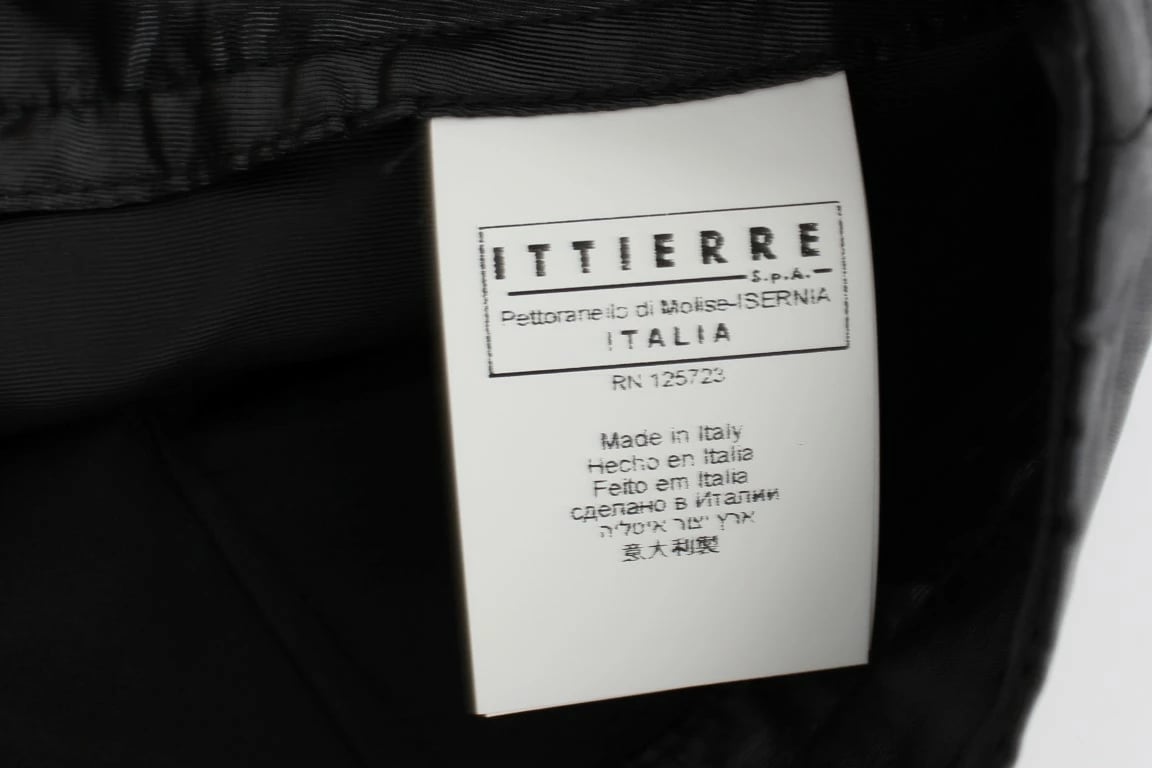 ITTIERRE
S.p.A.
Pettoranello di Molise-ISERNIA
ITALIA
RN 125723
Made in Italy
Hecho en Italia
Feito em Italia
сделано в Италии
ארץ יצור איטליה
意大利製